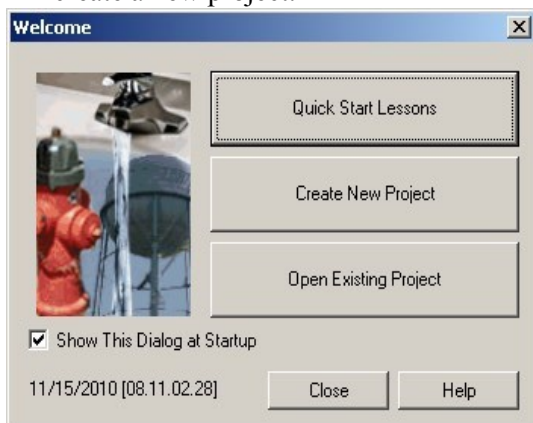 Welcome
Quick Start Lessons
Create New Project
Open Existing Project
Show This Dialog at Startup
11/15/2010 [08.11.02.28]
Close
Help